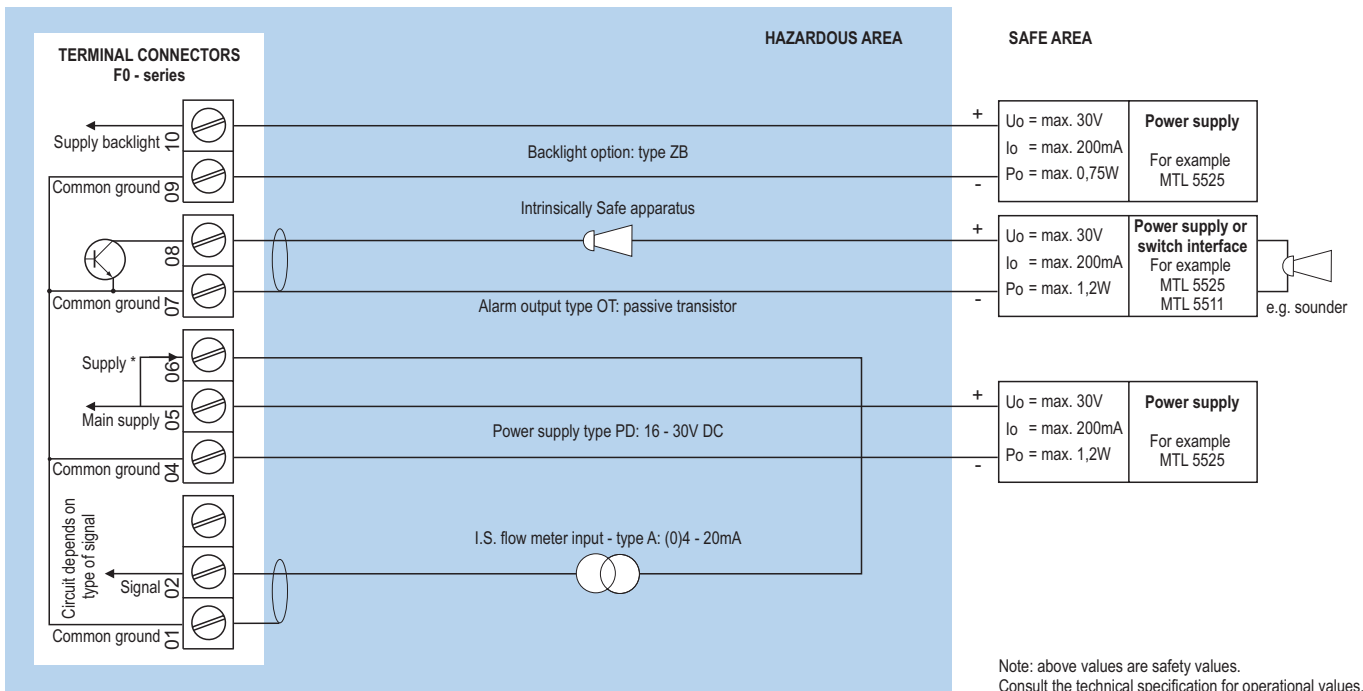 HAZARDOUS AREA
SAFE AREA
TERMINAL CONNECTORS
F0 - series
Supply backlight
10
Common ground
09
08
Common ground
07
Supply *
06
Main supply
05
Common ground
04
Circuit depends on
type of signal
Signal
02
Common ground
01
Backlight option: type ZB
Intrinsically Safe apparatus
Alarm output type OT: passive transistor
Power supply type PD: 16 - 30V DC
I.S. flow meter input - type A: (0)4 - 20mA
+
-
Uo = max. 30V
Io = max. 200mA
Po = max. 0,75W
Power supply
For example
MTL 5525
+
-
Uo = max. 30V
Io = max. 200mA
Po = max. 1,2W
Power supply or
switch interface
For example
MTL 5525
MTL 5511
e.g. sounder
+
-
Uo = max. 30V
Io = max. 200mA
Po = max. 1,2W
Power supply
For example
MTL 5525
Note: above values are safety values.
Consult the technical specification for operational values.